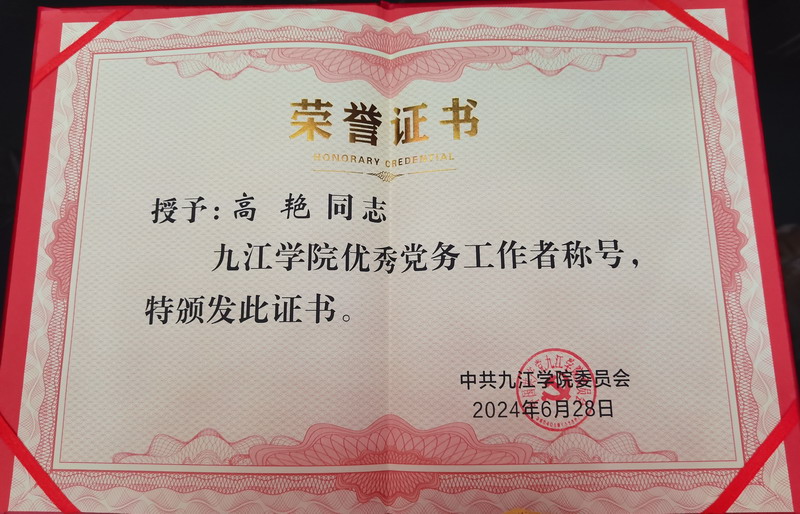 荣誉证书
HONORARY CREDENTIAL
授予：高 艳 同志
九江学院优秀党务工作者称号，
特颁发此证书。
中共九江学院委员会
2024年6月28日